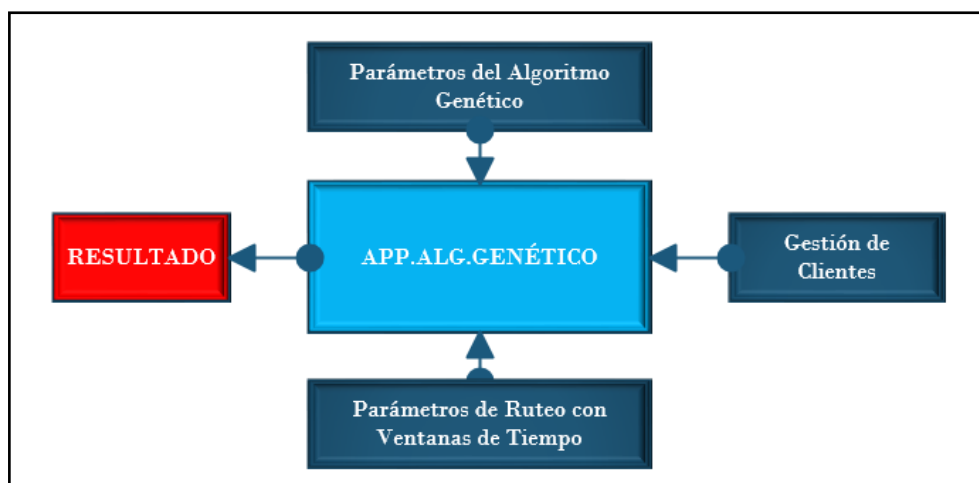 Parámetros del Algoritmo
Genético
RESULTADO
APP.ALG.GENÉTICO
Gestión de
Clientes
Parámetros de Ruteo con
Ventanas de Tiempo